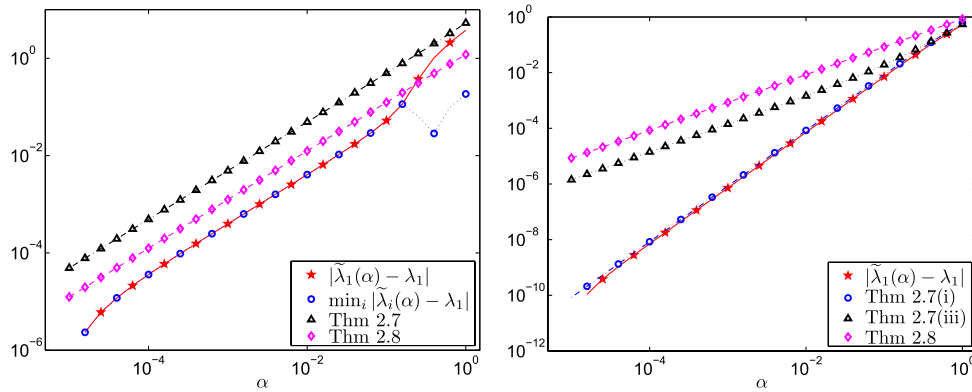 10^0
10^{-2}
10^{-4}
10^{-6}
10^{-4}
10^{-2}
10^0
α
|λ̃₁(α) − λ₁|
min_i |λ̃_i(α) − λ₁|
Thm 2.7
Thm 2.8
10^0
10^{-2}
10^{-4}
10^{-6}
10^{-8}
10^{-10}
10^{-12}
10^{-4}
10^{-2}
10^0
α
|λ̃₁(α) − λ₁|
Thm 2.7(i)
Thm 2.7(iii)
Thm 2.8